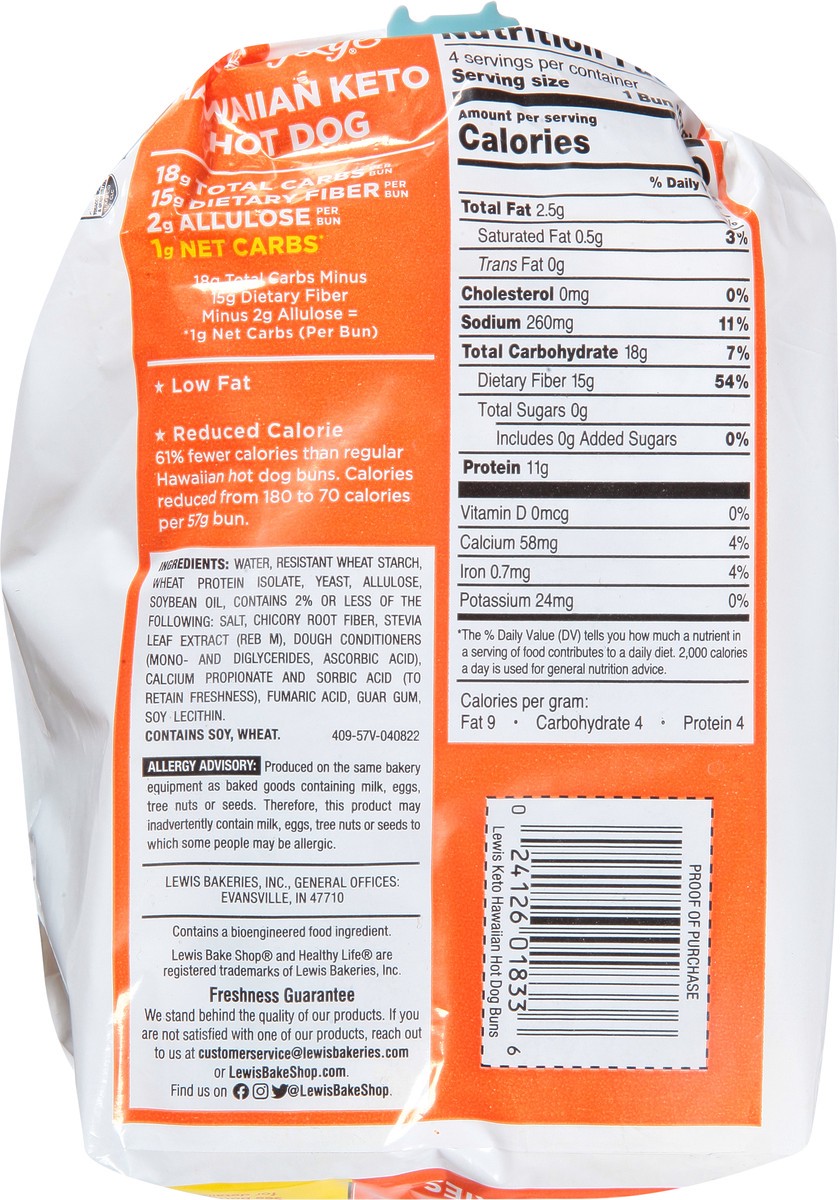 WAIIAN KETO
HOT DOG
18g TOTAL CARBS PER BUN
15g DIETARY FIBER PER BUN
2g ALLULOSE PER BUN
1g NET CARBS*
18g Total Carbs Minus
15g Dietary Fiber
Minus 2g Allulose =
*1g Net Carbs (Per Bun)
★ Low Fat
★ Reduced Calorie
61% fewer calories than regular
Hawaiian hot dog buns. Calories
reduced from 180 to 70 calories
per 57g bun.
INGREDIENTS: WATER, RESISTANT WHEAT STARCH,
WHEAT PROTEIN ISOLATE, YEAST, ALLULOSE,
SOYBEAN OIL, CONTAINS 2% OR LESS OF THE
FOLLOWING: SALT, CHICORY ROOT FIBER, STEVIA
LEAF EXTRACT (REB M), DOUGH CONDITIONERS
(MONO- AND DIGLYCERIDES, ASCORBIC ACID),
CALCIUM PROPIONATE AND SORBIC ACID (TO
RETAIN FRESHNESS), FUMARIC ACID, GUAR GUM,
SOY LECITHIN.
CONTAINS SOY, WHEAT. 409-57V-040822
ALLERGY ADVISORY: Produced on the same bakery
equipment as baked goods containing milk, eggs,
tree nuts or seeds. Therefore, this product may
inadvertently contain milk, eggs, tree nuts or seeds to
which some people may be allergic.
LEWIS BAKERIES, INC., GENERAL OFFICES:
EVANSVILLE, IN 47710
Contains a bioengineered food ingredient.
Lewis Bake Shop® and Healthy Life® are
registered trademarks of Lewis Bakeries, Inc.
Freshness Guarantee
We stand behind the quality of our products. If you
are not satisfied with one of our products, reach out
to us at customerservice@lewisbakeries.com
or LewisBakeShop.com.
Find us on @LewisBakeShop.
Nutrition
4 servings per container
Serving size 1 Bun
Amount per serving
Calories
% Daily
Total Fat 2.5g
Saturated Fat 0.5g 3%
Trans Fat 0g
Cholesterol 0mg 0%
Sodium 260mg 11%
Total Carbohydrate 18g 7%
Dietary Fiber 15g 54%
Total Sugars 0g
Includes 0g Added Sugars 0%
Protein 11g
Vitamin D 0mcg 0%
Calcium 58mg 4%
Iron 0.7mg 4%
Potassium 24mg 0%
*The % Daily Value (DV) tells you how much a nutrient in
a serving of food contributes to a daily diet. 2,000 calories
a day is used for general nutrition advice.
Calories per gram:
Fat 9 • Carbohydrate 4 • Protein 4
PROOF OF PURCHASE
0 24126 01833 6
Lewis Keto Hawaiian Hot Dog Buns